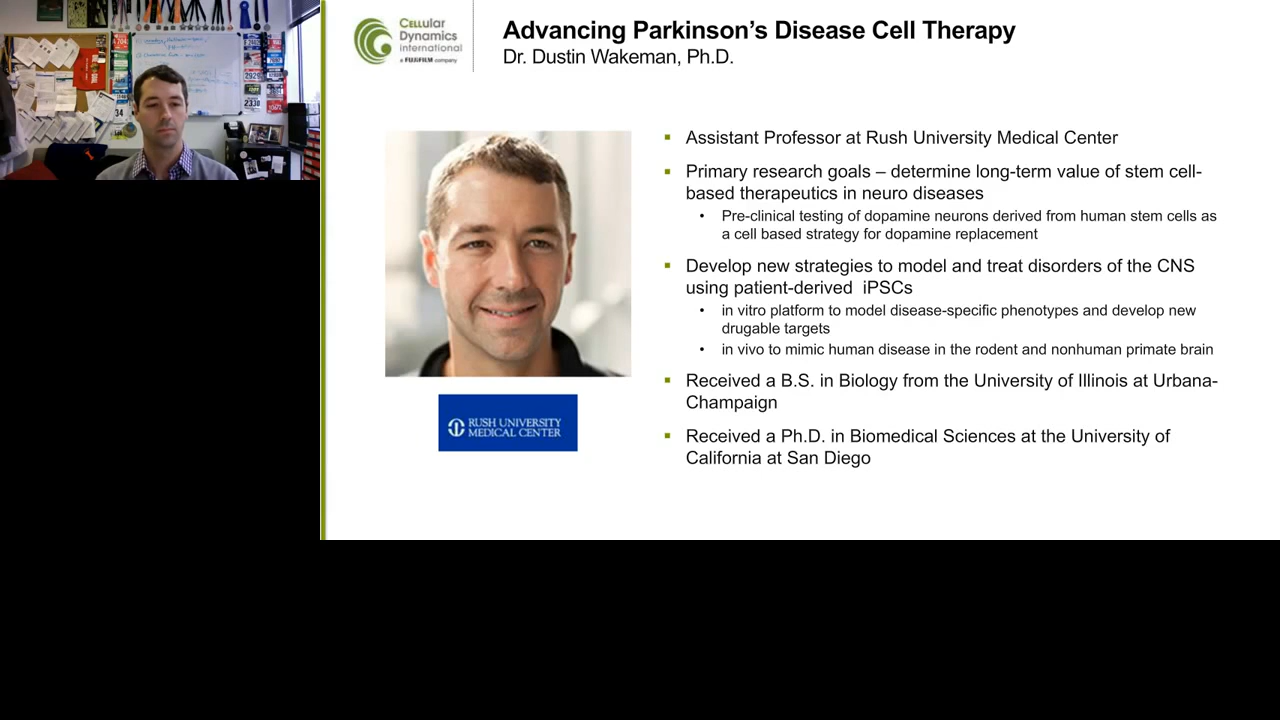 CELLular
Dynamics
international
a FUJIFILM company
Advancing Parkinson's Disease Cell Therapy
Dr. Dustin Wakeman, Ph.D.
Assistant Professor at Rush University Medical Center
Primary research goals – determine long-term value of stem cell-
based therapeutics in neuro diseases
Pre-clinical testing of dopamine neurons derived from human stem cells as
a cell based strategy for dopamine replacement
Develop new strategies to model and treat disorders of the CNS
using patient-derived iPSCs
in vitro platform to model disease-specific phenotypes and develop new
drugable targets
in vivo to mimic human disease in the rodent and nonhuman primate brain
Received a B.S. in Biology from the University of Illinois at Urbana-
Champaign
Received a Ph.D. in Biomedical Sciences at the University of
California at San Diego
RUSH UNIVERSITY
MEDICAL CENTER